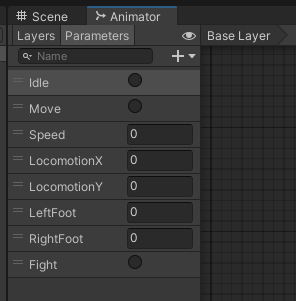 Scene Animator
Layers Parameters Base Layer
Name
Idle
Move
Speed 0
LocomotionX 0
LocomotionY 0
LeftFoot 0
RightFoot 0
Fight